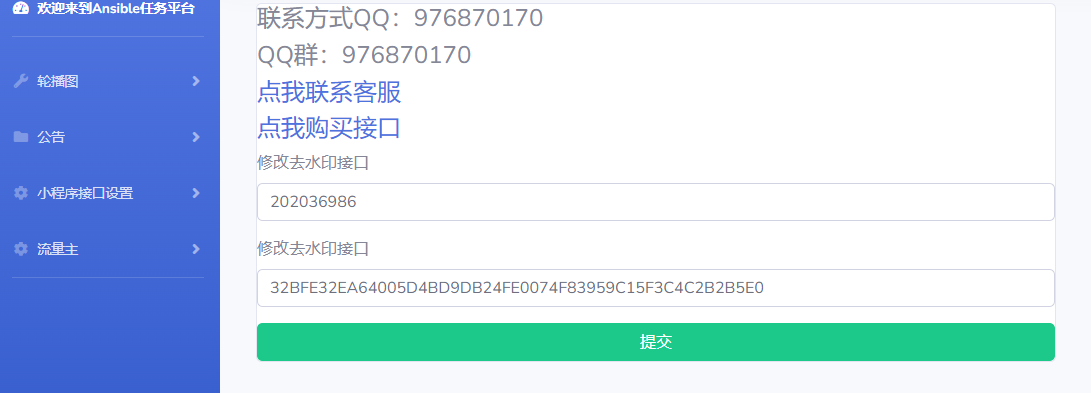 欢迎来到Ansible任务平台
轮播图
公告
小程序接口设置
流量主
联系方式QQ：976870170
QQ群：976870170
点我联系客服
点我购买接口
修改去水印接口
202036986
修改去水印接口
32BFE32EA64005D4BD9DB24FE0074F83959C15F3C4C2B2B5E0
提交